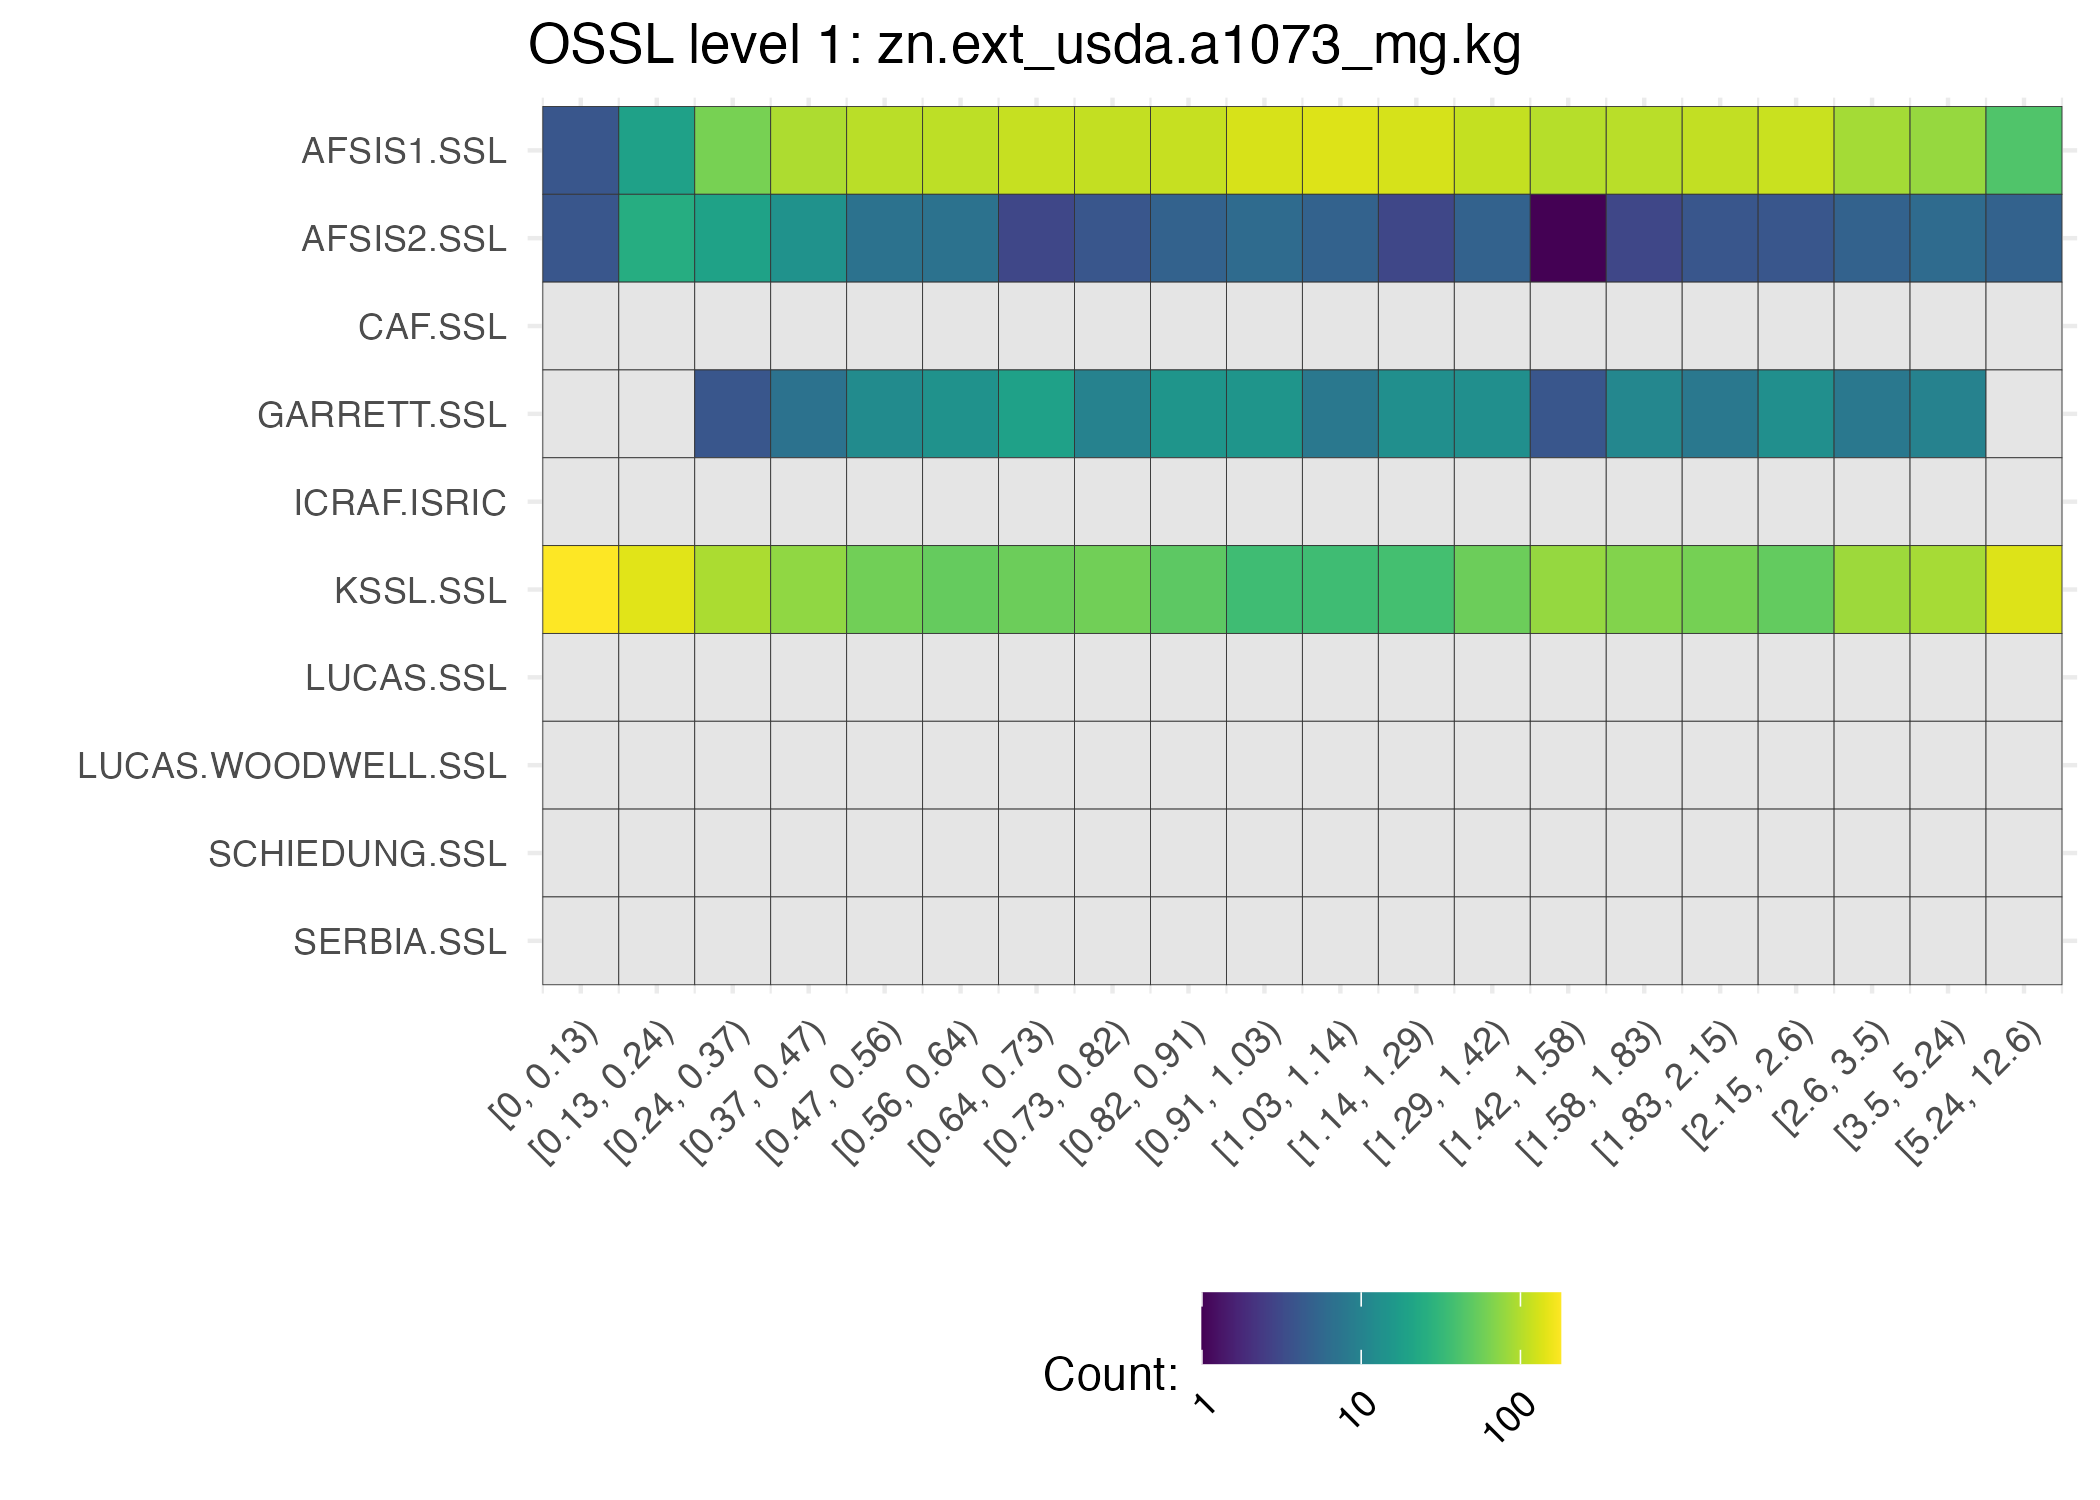 OSSL level 1: zn.ext_usda.a1073_mg.kg
AFSIS1.SSL
AFSIS2.SSL
CAF.SSL
GARRETT.SSL
ICRAF.ISRIC
KSSL.SSL
LUCAS.SSL
LUCAS.WOODWELL.SSL
SCHIEDUNG.SSL
SERBIA.SSL
[0, 0.13)
[0.13, 0.24)
[0.24, 0.37)
[0.37, 0.47)
[0.47, 0.56)
[0.56, 0.64)
[0.64, 0.73)
[0.73, 0.82)
[0.82, 0.91)
[0.91, 1.03)
[1.03, 1.14)
[1.14, 1.29)
[1.29, 1.42)
[1.42, 1.58)
[1.58, 1.83)
[1.83, 2.15)
[2.15, 2.6)
[2.6, 3.5)
[3.5, 5.24)
[5.24, 12.6)
Count:
1
10
100